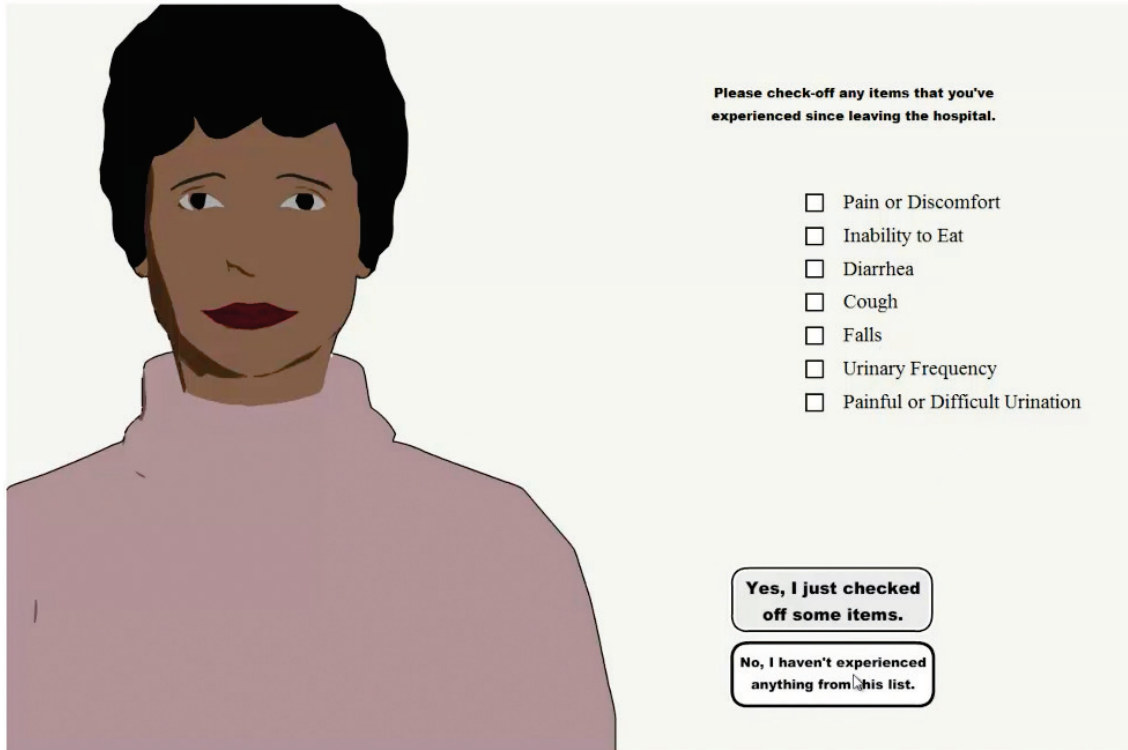 Please check-off any items that you've
experienced since leaving the hospital.
Pain or Discomfort
Inability to Eat
Diarrhea
Cough
Falls
Urinary Frequency
Painful or Difficult Urination
Yes, I just checked
off some items.
No, I haven't experienced
anything from this list.